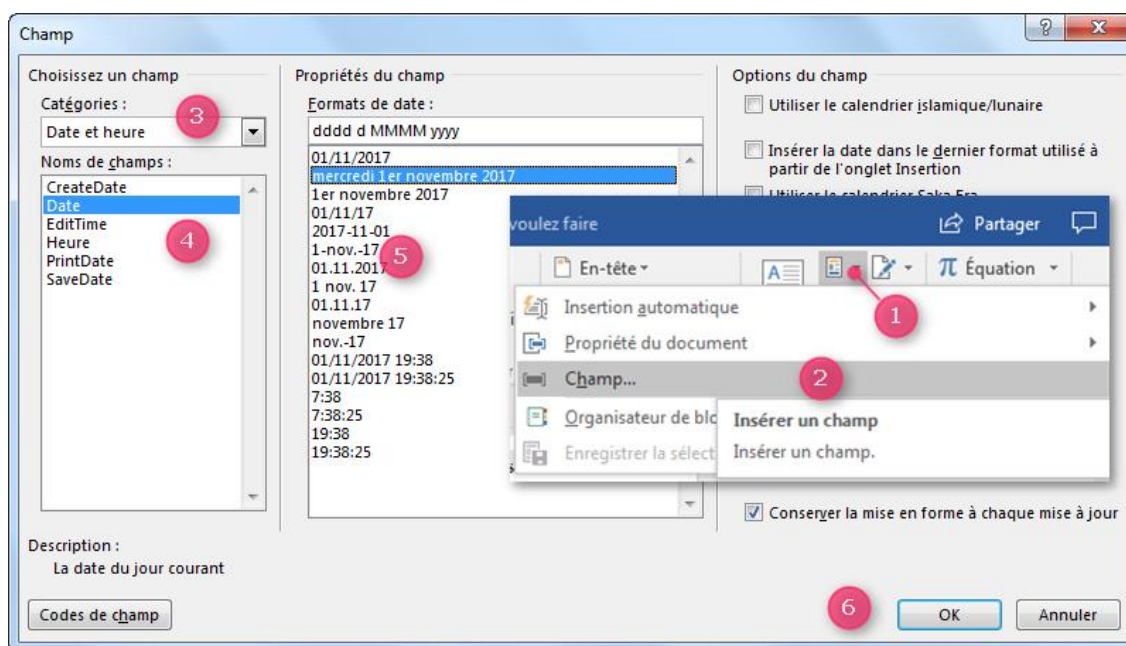 Champ
Choisissez un champ
Catégories :
3
Date et heure
Noms de champs :
CreateDate
Date
EditTime
Heure
PrintDate
SaveDate
4
Propriétés du champ
Formats de date :
dddd d MMMM yyyy
01/11/2017
mercredi 1er novembre 2017
1er novembre 2017
01/11/17
2017-11-01
1-nov.-17
01.11.2017
1 nov. 17
01.11.17
novembre 17
nov.-17
01/11/2017 19:38
01/11/2017 19:38:25
7:38
7:38:25
19:38
19:38:25
5
Options du champ
Utiliser le calendrier islamique/lunaire
Insérer la date dans le dernier format utilisé à
partir de l'onglet Insertion
Utiliser le calendrier Saka Era
voulez faire
Partager
En-tête
A
π Équation
1
Insertion automatique
Propriété du document
Champ...
2
Organisateur de blo
Enregistrer la sélect
Insérer un champ
Insérer un champ.
Conserver la mise en forme à chaque mise à jour
Description :
La date du jour courant
Codes de champ
6
OK
Annuler